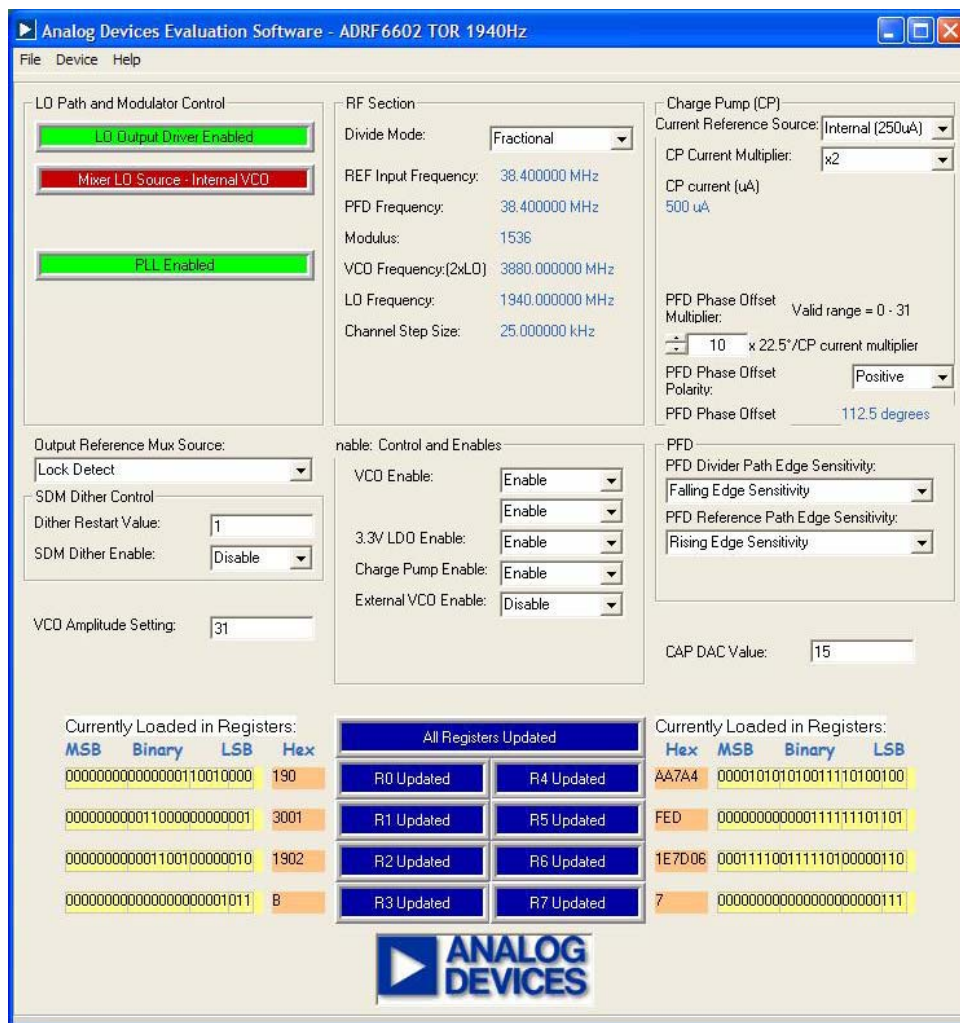 Analog Devices Evaluation Software - ADRF6602 TOR 1940Hz
File Device Help
LO Path and Modulator Control
LO Output Driver Enabled
Mixer LO Source - Internal VCO
PLL Enabled
RF Section
Divide Mode: Fractional
REF Input Frequency: 38.400000 MHz
PFD Frequency: 38.400000 MHz
Modulus: 1536
VCO Frequency:(2xLO) 3880.000000 MHz
LO Frequency: 1940.000000 MHz
Channel Step Size: 25.000000 kHz
Charge Pump (CP)
Current Reference Source: Internal (250uA)
CP Current Multiplier: x2
CP current (uA)
500 uA
PFD Phase Offset
Multiplier: Valid range = 0 - 31
10 x 22.5°/CP current multiplier
PFD Phase Offset
Polarity: Positive
PFD Phase Offset 112.5 degrees
Output Reference Mux Source:
Lock Detect
SDM Dither Control
Dither Restart Value: 1
SDM Dither Enable: Disable
VCO Amplitude Setting: 31
nable: Control and Enables
VCO Enable: Enable
Enable
3.3V LDO Enable: Enable
Charge Pump Enable: Enable
External VCO Enable: Disable
PFD
PFD Divider Path Edge Sensitivity:
Falling Edge Sensitivity
PFD Reference Path Edge Sensitivity:
Rising Edge Sensitivity
CAP DAC Value: 15
Currently Loaded in Registers:
MSB Binary LSB Hex
000000000000000110010000 190
000000000011000000000001 3001
000000000001100100000010 1902
000000000000000000001011 B
All Registers Updated
R0 Updated R4 Updated
R1 Updated R5 Updated
R2 Updated R6 Updated
R3 Updated R7 Updated
Currently Loaded in Registers:
Hex MSB Binary LSB
AA7A4 000010101010011110100100
FED 000000000000111111101101
1E7D06 000111100111110100000110
7 000000000000000000000111
ANALOG
DEVICES